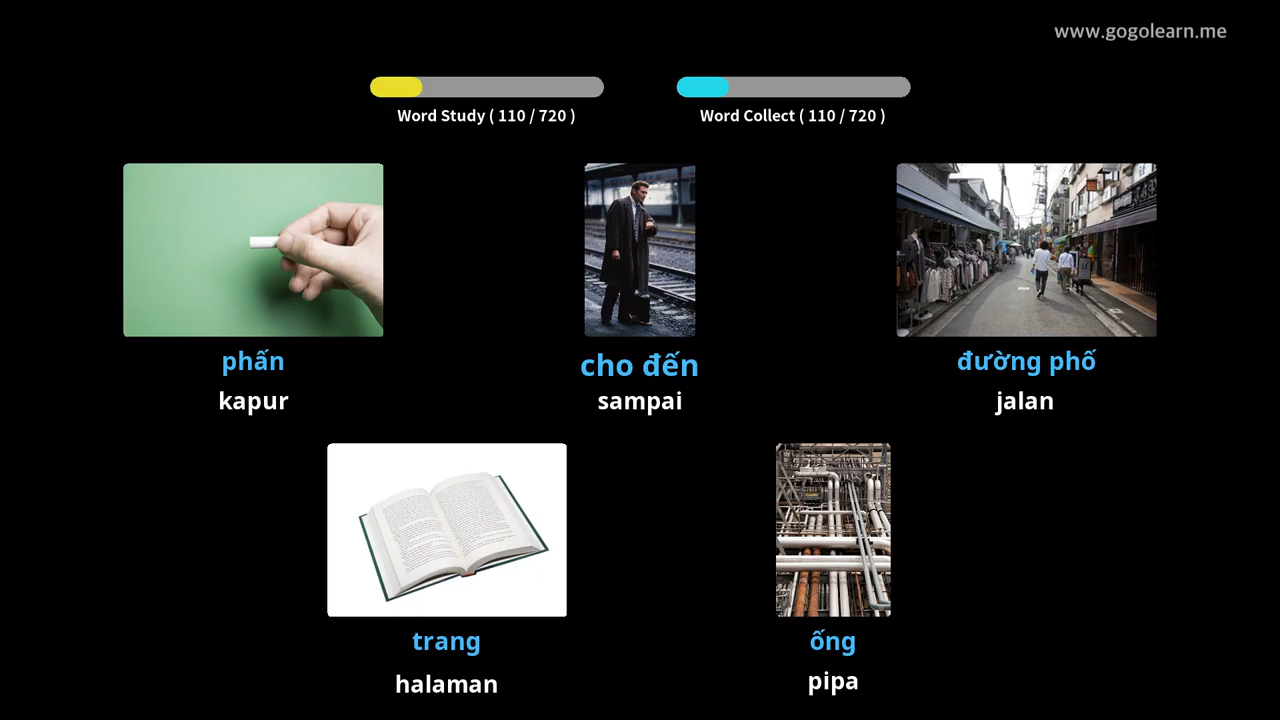 www.gogolearn.me
Word Study ( 110 / 720 )
Word Collect ( 110 / 720 )
phấn
kapur
cho đến
sampai
đường phố
jalan
trang
halaman
ống
pipa